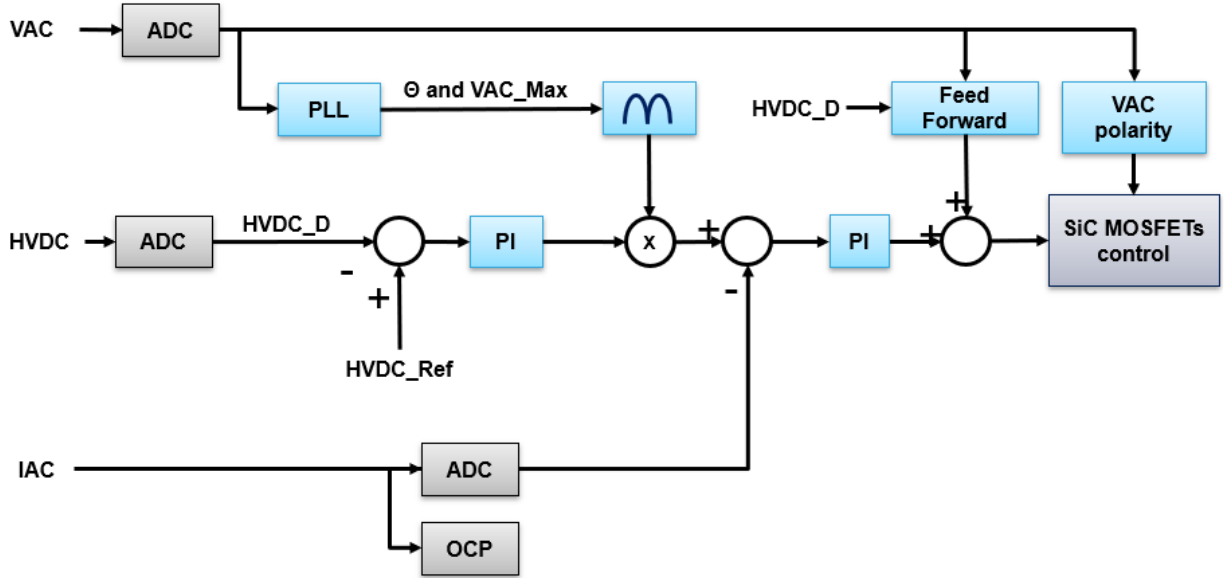 VAC
ADC
PLL
Θ and VAC_Max
HVDC_D
Feed
Forward
VAC
polarity
HVDC
ADC
HVDC_D
-
+
HVDC_Ref
PI
x
+
-
PI
+
+
SiC MOSFETs
control
IAC
ADC
OCP